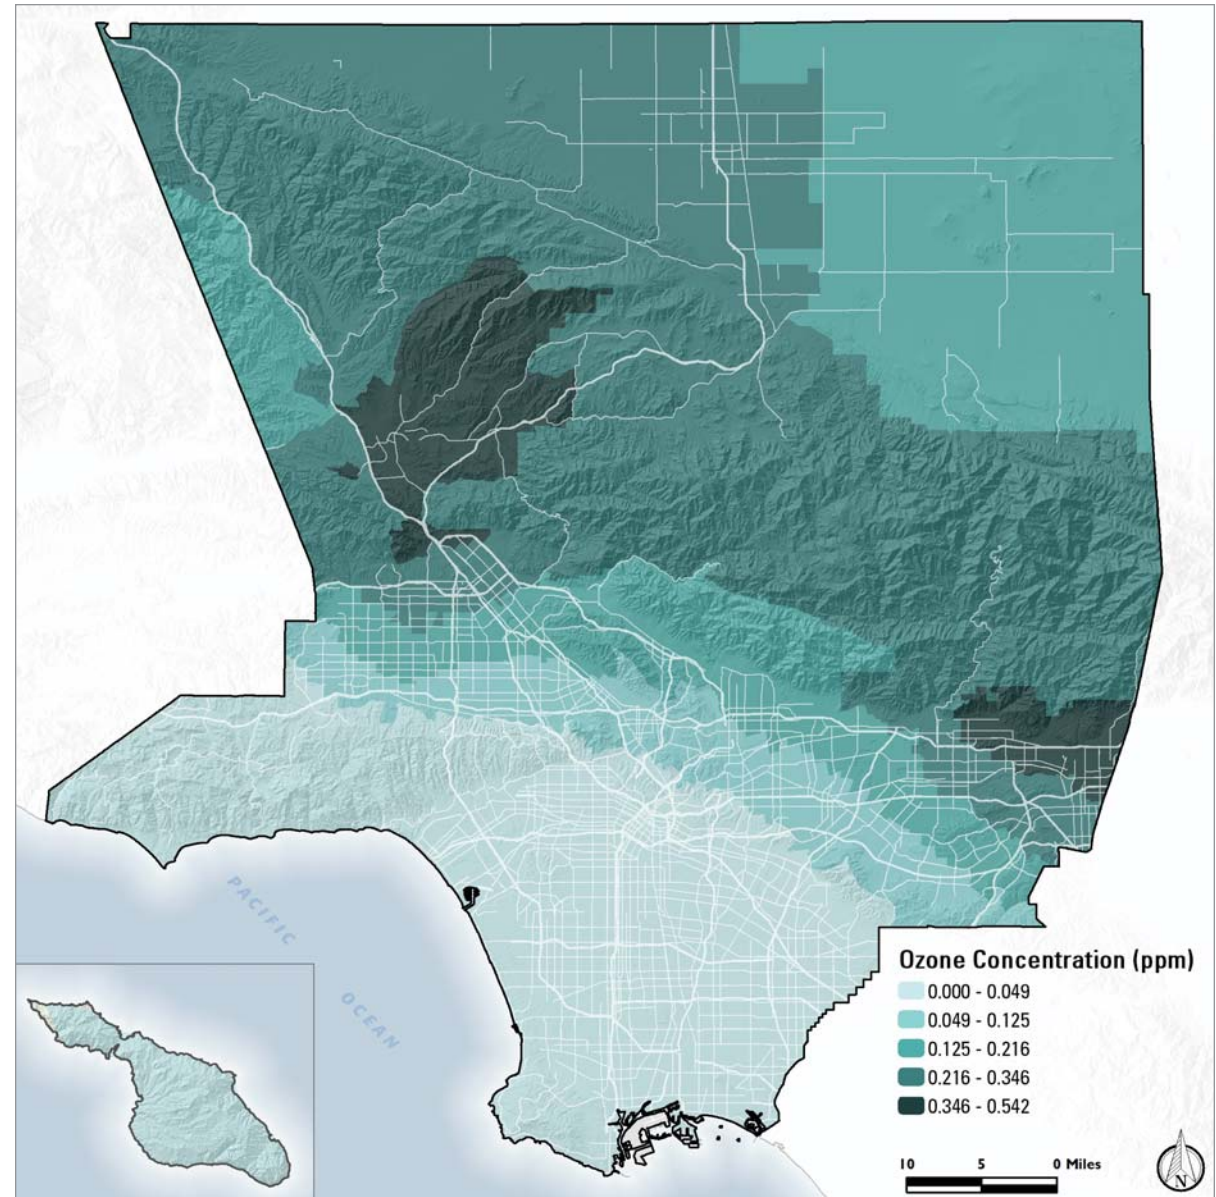 PACIFIC
OCEAN
Ozone Concentration (ppm)
0.000 - 0.049
0.049 - 0.125
0.125 - 0.216
0.216 - 0.346
0.346 - 0.542
10 5 0 Miles
N